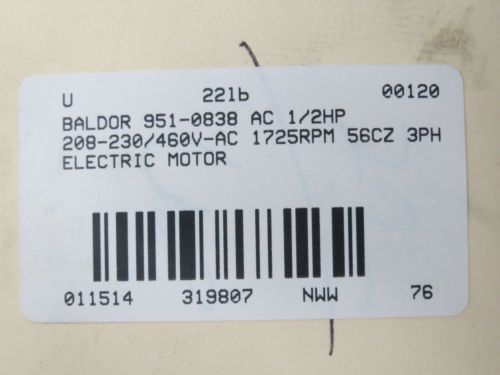 U 22lb 00120
BALDOR 951-0838 AC 1/2HP
208-230/460V-AC 1725RPM 56CZ 3PH
ELECTRIC MOTOR
011514 319807 NWW 76